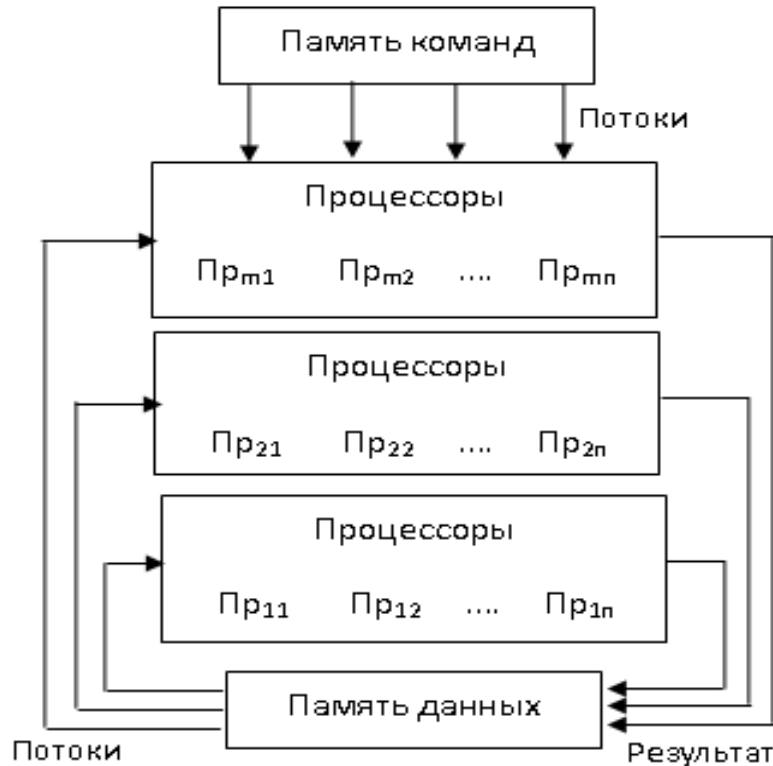 Память команд
Потоки
Процессоры
Прm1 Прm2 .... Прmn
Процессоры
Пр21 Пр22 .... Пр2n
Процессоры
Пр11 Пр12 .... Пр1n
Память данных
Потоки
Результат